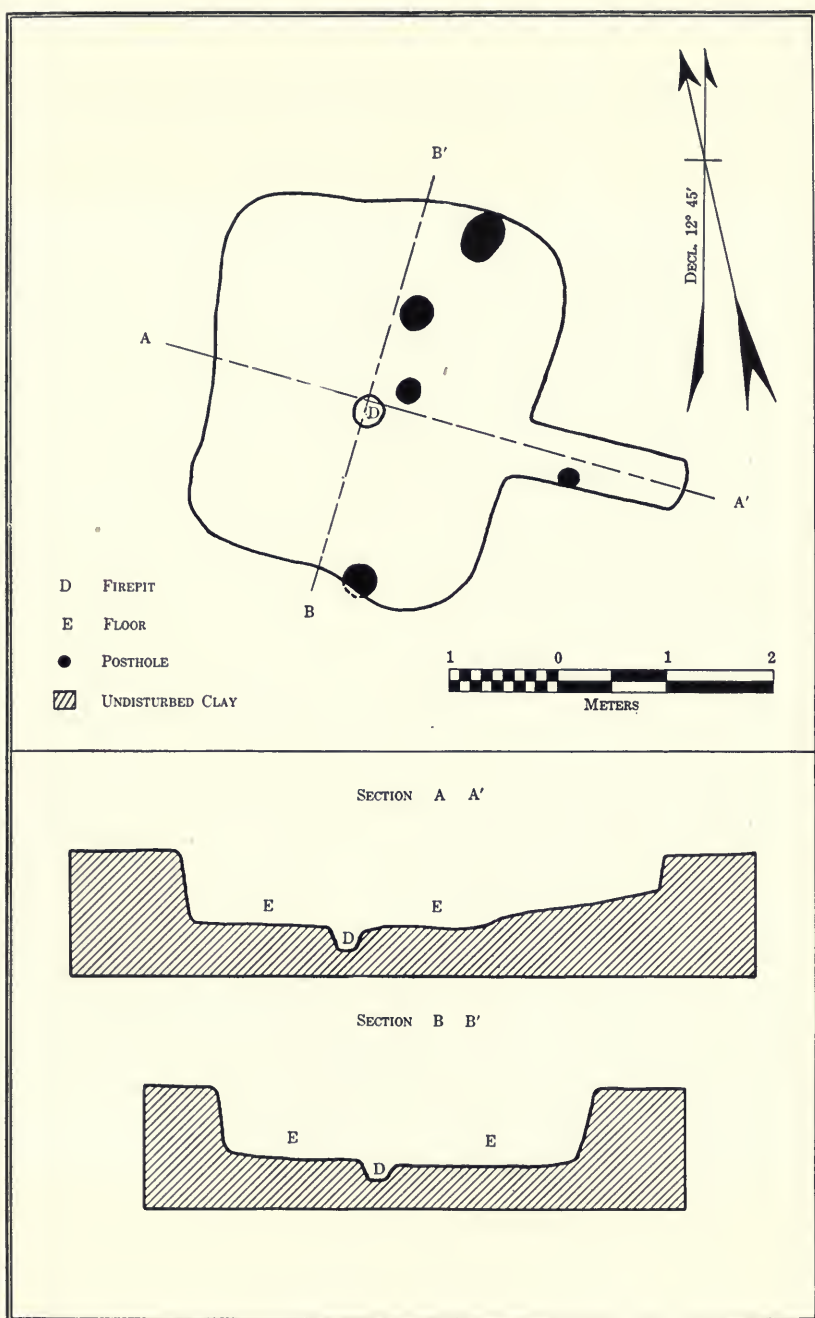 B′
DECL. 12° 45′
A
D
A′
B
D FIREPIT
E FLOOR
POSTHOLE
UNDISTURBED CLAY
1 0 1 2
METERS
SECTION A A′
E E
D
SECTION B B′
E E
D